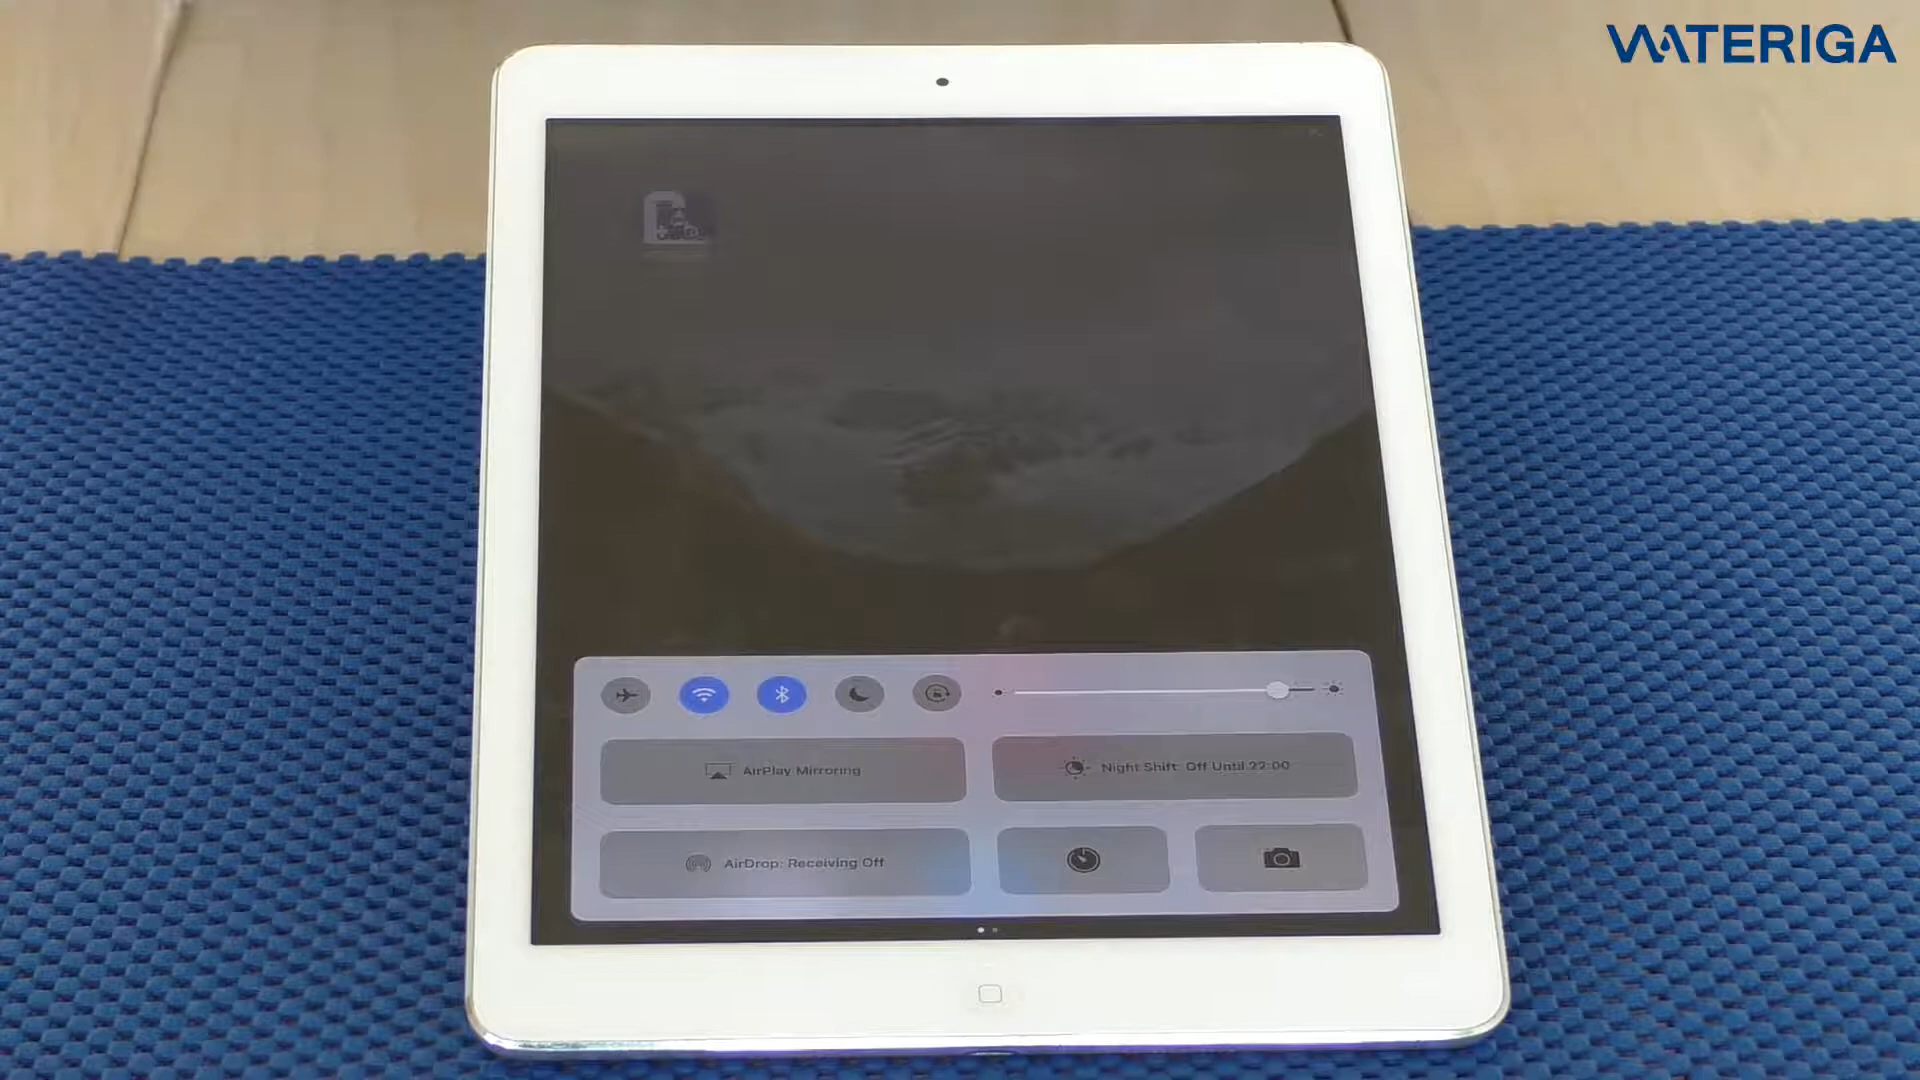 WATERIGA
AirPlay Mirroring
Night Shift: Off Until 22:00
AirDrop: Receiving Off